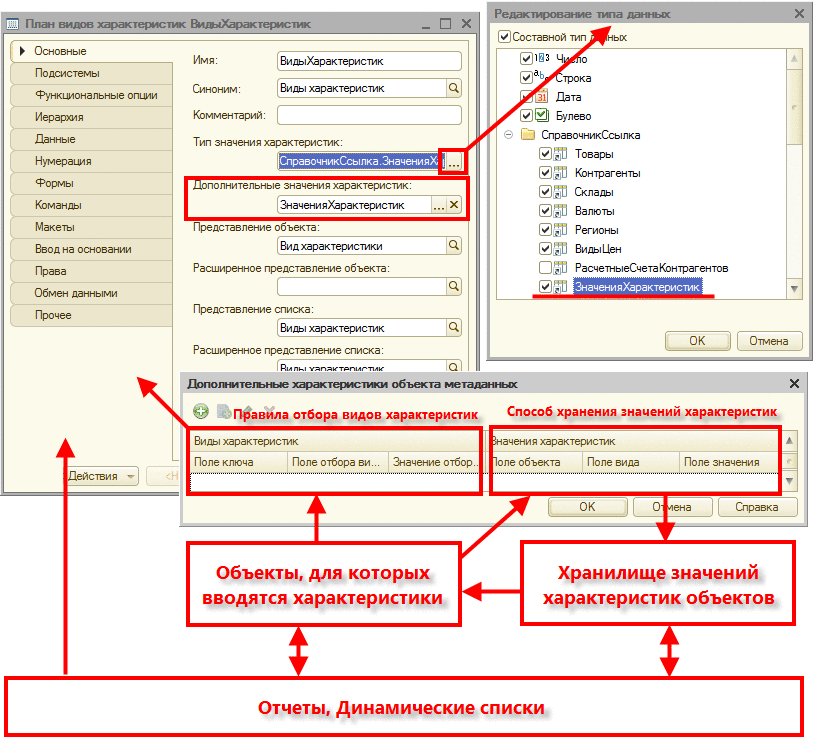 План видов характеристик ВидыХарактеристик
Основные
Подсистемы
Функциональные опции
Иерархия
Данные
Нумерация
Формы
Команды
Макеты
Ввод на основании
Права
Обмен данными
Прочее
Имя: ВидыХарактеристик
Синоним: Виды характеристик
Комментарий:
Тип значения характеристик:
СправочникСсылка.ЗначенияХа ...
Дополнительные значения характеристик:
ЗначенияХарактеристик ... ×
Представление объекта:
Вид характеристики
Расширенное представление объекта:
Представление списка:
Виды характеристик
Расширенное представление списка:
Виды характеристик
Действия
<Н
Редактирование типа данных
Составной тип данных
Число
Строка
Дата
Булево
СправочникСсылка
Товары
Контрагенты
Склады
Валюты
Регионы
ВидыЦен
РасчетныеСчетаКонтрагентов
ЗначенияХарактеристик
OK Отмена
Дополнительные характеристики объекта метаданных
Правила отбора видов характеристик Способ хранения значений характеристик
Виды характеристик Значения характеристик
Поле ключа Поле отбора ви... Значение отбор... Поле объекта Поле вида Поле значения
OK Отмена Справка
Объекты, для которых
вводятся характеристики
Хранилище значений
характеристик объектов
Отчеты, Динамические списки